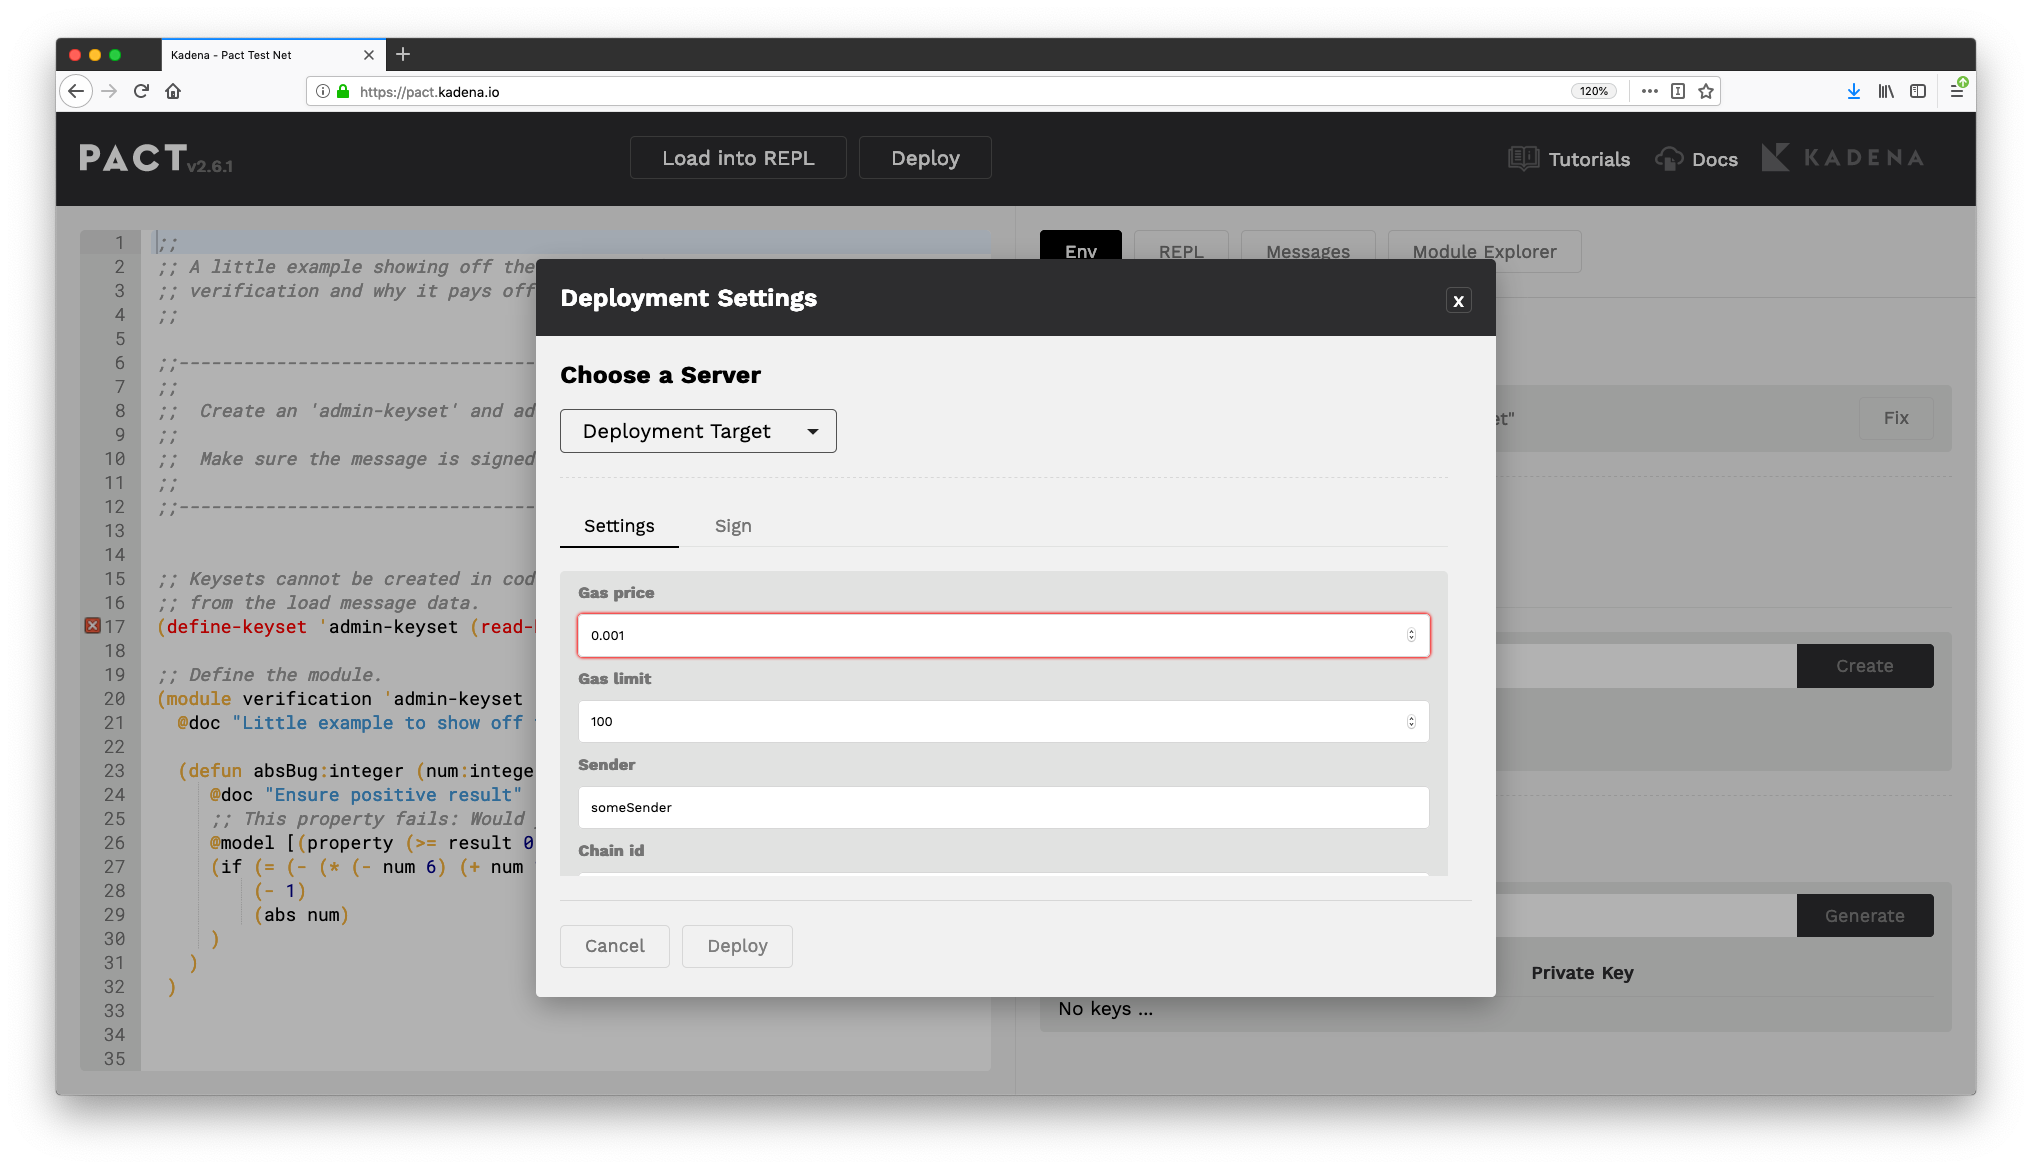 Kadena - Pact Test Net
https://pact.kadena.io
120%
PACT v2.6.1
Load into REPL
Deploy
Tutorials
Docs
KADENA
1 ;;
2 ;; A little example showing off the
3 ;; verification and why it pays off
4 ;;
5
6 ;;---------------------------------
7 ;;
8 ;;  Create an 'admin-keyset' and ad
9 ;;
10 ;;  Make sure the message is signed
11 ;;
12 ;;---------------------------------
13
14
15 ;; Keysets cannot be created in cod
16 ;; from the load message data.
17 (define-keyset 'admin-keyset (read-
18
19 ;; Define the module.
20 (module verification 'admin-keyset
21 @doc "Little example to show off
22
23 (defun absBug:integer (num:intege
24 @doc "Ensure positive result"
25 ;; This property fails: Would
26 @model [(property (>= result 0
27 (if (= (- (* (- num 6) (+ num
28 (- 1)
29 (abs num)
30 )
31 )
32 )
33
34
35
Env
REPL
Messages
Module Explorer
et"
Fix
Create
Generate
Private Key
No keys ...
Deployment Settings
x
Choose a Server
Deployment Target
Settings
Sign
Gas price
0.001
Gas limit
100
Sender
someSender
Chain id
Cancel
Deploy